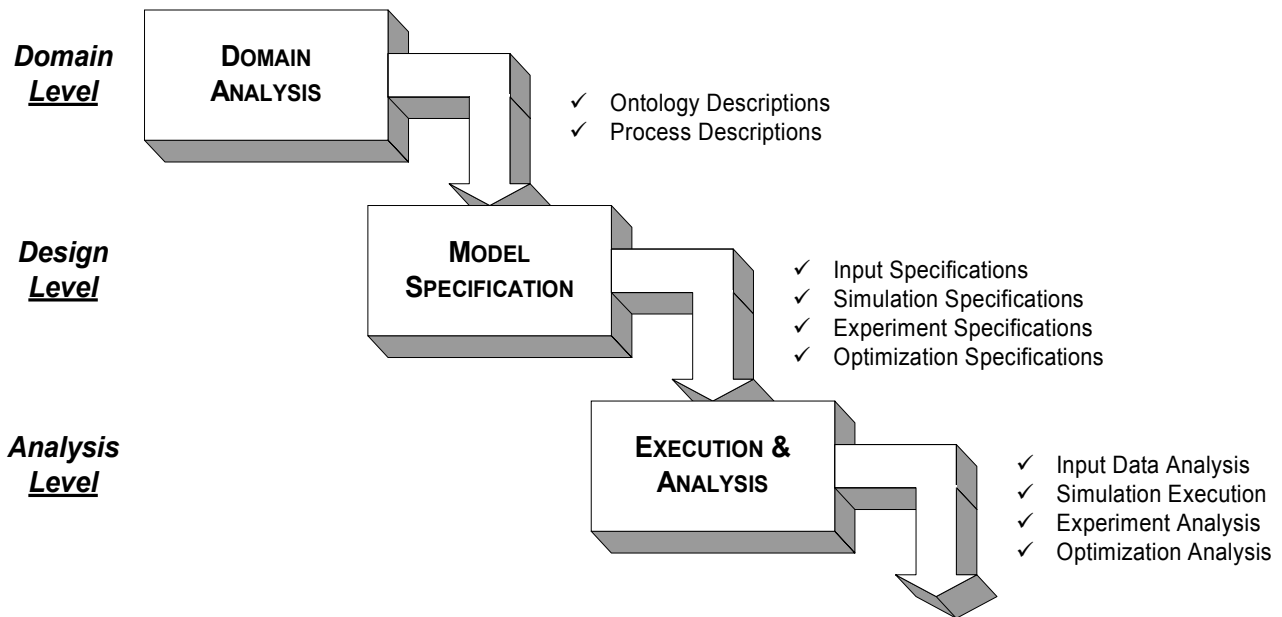 Domain
Level
DOMAIN
ANALYSIS
✓ Ontology Descriptions
✓ Process Descriptions
Design
Level
MODEL
SPECIFICATION
✓ Input Specifications
✓ Simulation Specifications
✓ Experiment Specifications
✓ Optimization Specifications
Analysis
Level
EXECUTION &
ANALYSIS
✓ Input Data Analysis
✓ Simulation Execution
✓ Experiment Analysis
✓ Optimization Analysis